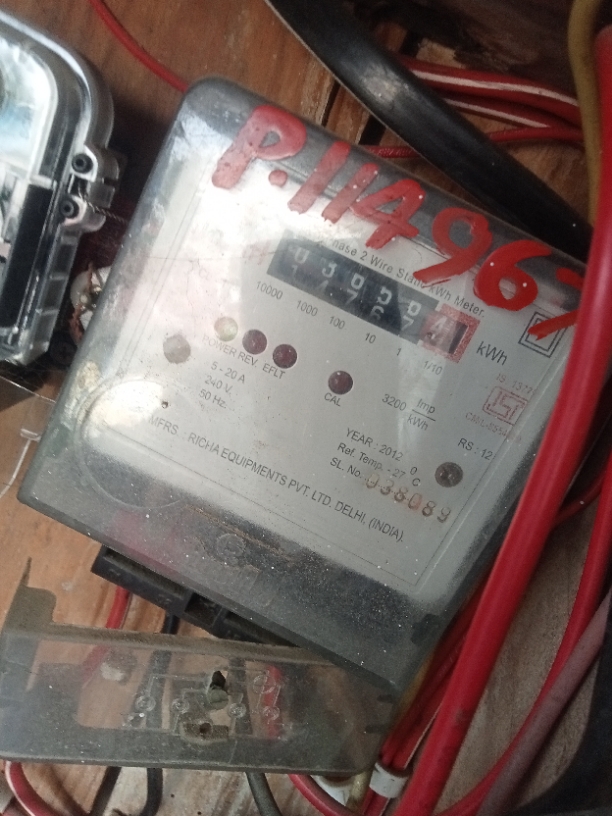 P.114967
hase 2 Wire Static kWh Meter.
10000 1000 100 10 1 1/10
kWh
POWER REV. EFLT
5 - 20 A
240 V.
50 Hz.
CAL
3200 Imp
kWh
YEAR : 2012
RS : 12
Ref. Temp. - 27 °C
SL. No. 038089
MFRS. : RICHA EQUIPMENTS PVT. LTD. DELHI, (INDIA).